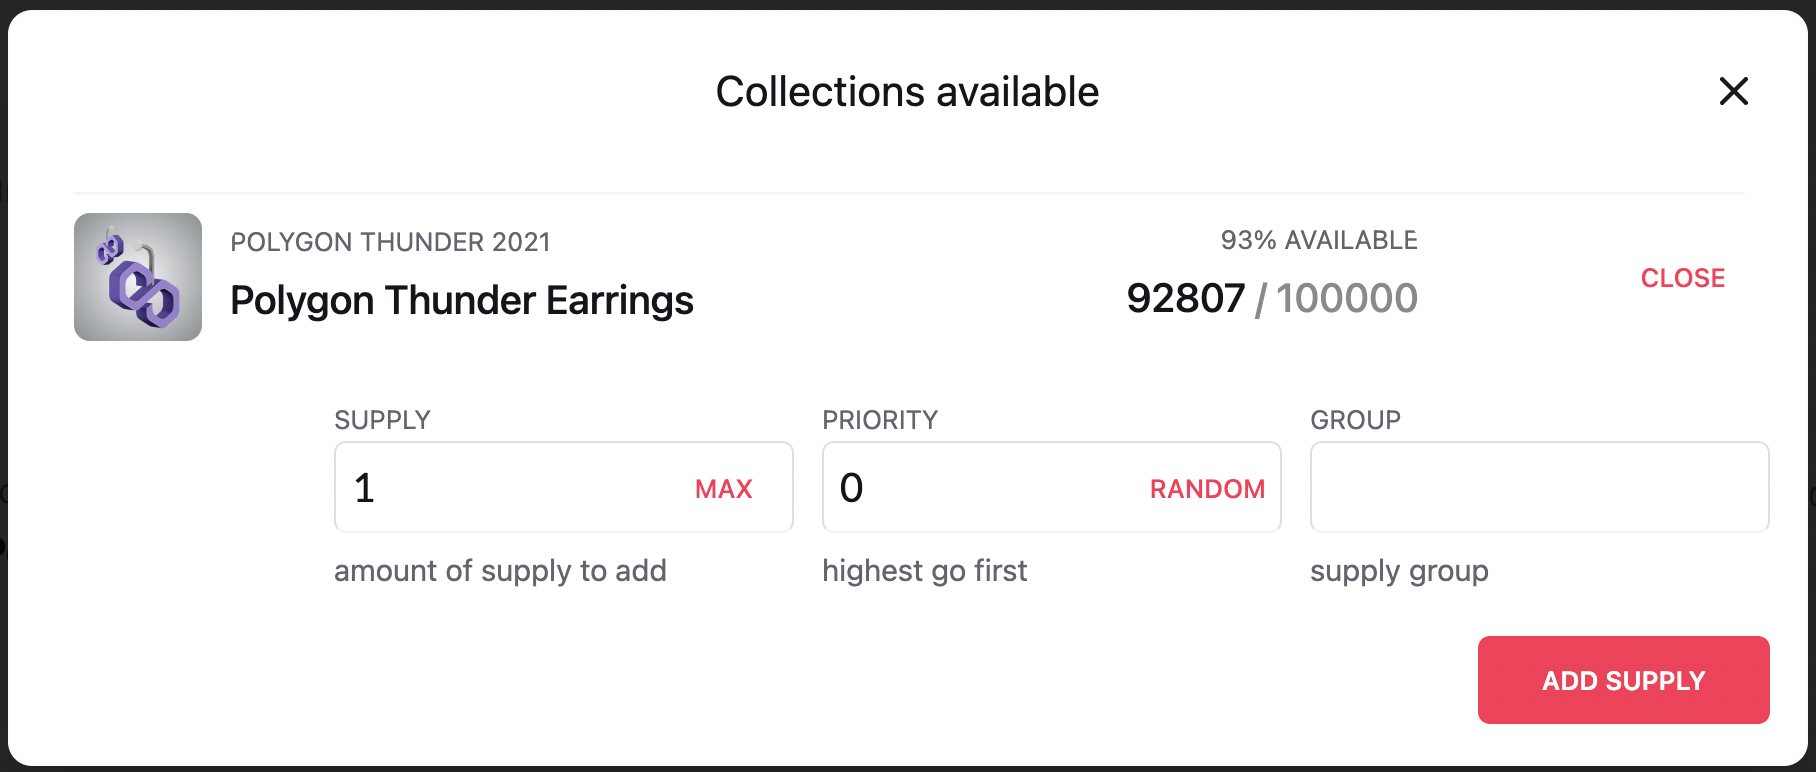 Collections available
POLYGON THUNDER 2021
Polygon Thunder Earrings
93% AVAILABLE
92807 / 100000
CLOSE
SUPPLY
1 MAX
amount of supply to add
PRIORITY
0 RANDOM
highest go first
GROUP
supply group
ADD SUPPLY